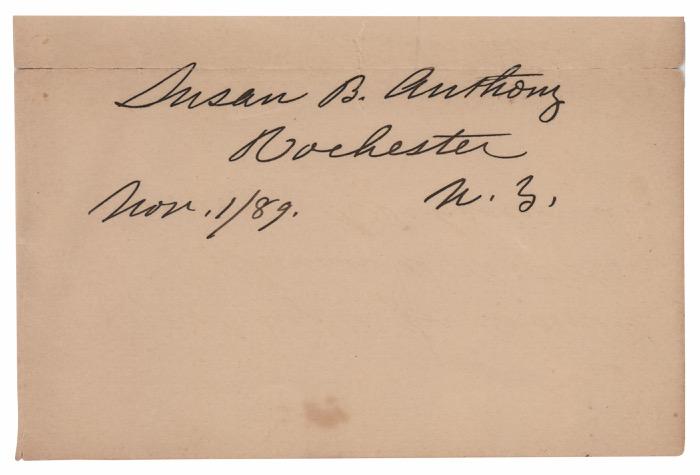 Susan B. Anthony
Rochester
Nov. 1/89. N. Y.